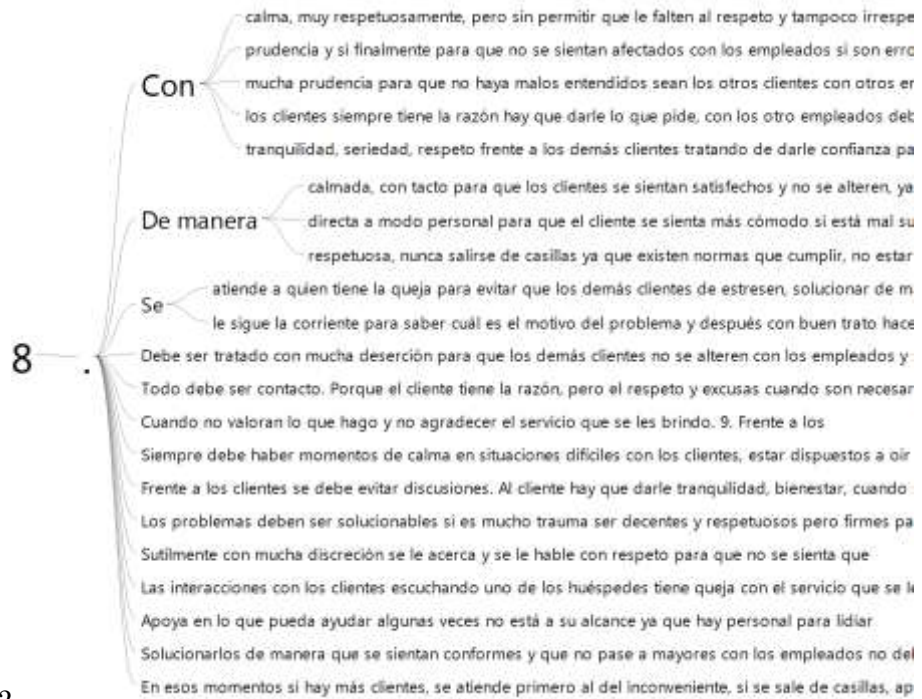 calma, muy respetuosamente, pero sin permitir que le falten al respeto y tampoco irrespe
prudencia y si finalmente para que no se sientan afectados con los empleados si son erro
Con
mucha prudencia para que no haya malos entendidos sean los otros clientes con otros
los clientes siempre tiene la razón hay que darle lo que pide, con los otro empleados deb
tranquilidad, seriedad, respeto frente a los demás clientes tratando de darle confianza pa
calmada, con tacto para que los clientes se sientan satisfechos y no se alteren, ya
De manera
directa a modo personal para que el cliente se sienta más cómodo si está mal su
respetuosa, nunca salirse de casillas ya que existen normas que cumplir, no estar
Se
atiende a quien tiene la queja para evitar que los demás clientes de estresen, solucionar de m
le sigue la corriente para saber cuál es el motivo del problema y después con buen trato hace
8
.
Debe ser tratado con mucha deserción para que los demás clientes no se alteren con los empleados y
Todo debe ser contacto. Porque el cliente tiene la razón, pero el respeto y excusas cuando son necesar
Cuando no valoran lo que hago y no agradecer el servicio que se les brindo. 9. Frente a los
Siempre debe haber momentos de calma en situaciones difíciles con los clientes, estar dispuestos a oír
Frente a los clientes se debe evitar discusiones. Al cliente hay que darle tranquilidad, bienestar, cuando
Los problemas deben ser solucionables si es mucho trauma ser decentes y respetuosos pero firmes pa
Sutilmente con mucha discreción se le acerca y se le hable con respeto para que no se sienta que
Las interacciones con los clientes escuchando uno de los huéspedes tiene queja con el servicio que se le
Apoya en lo que pueda ayudar algunas veces no está a su alcance ya que hay personal para lidiar
Solucionarlos de manera que se sientan conformes y que no pase a mayores con los empleados no
En esos momentos si hay más clientes, se atiende primero al del inconveniente, si se sale de casillas, ap